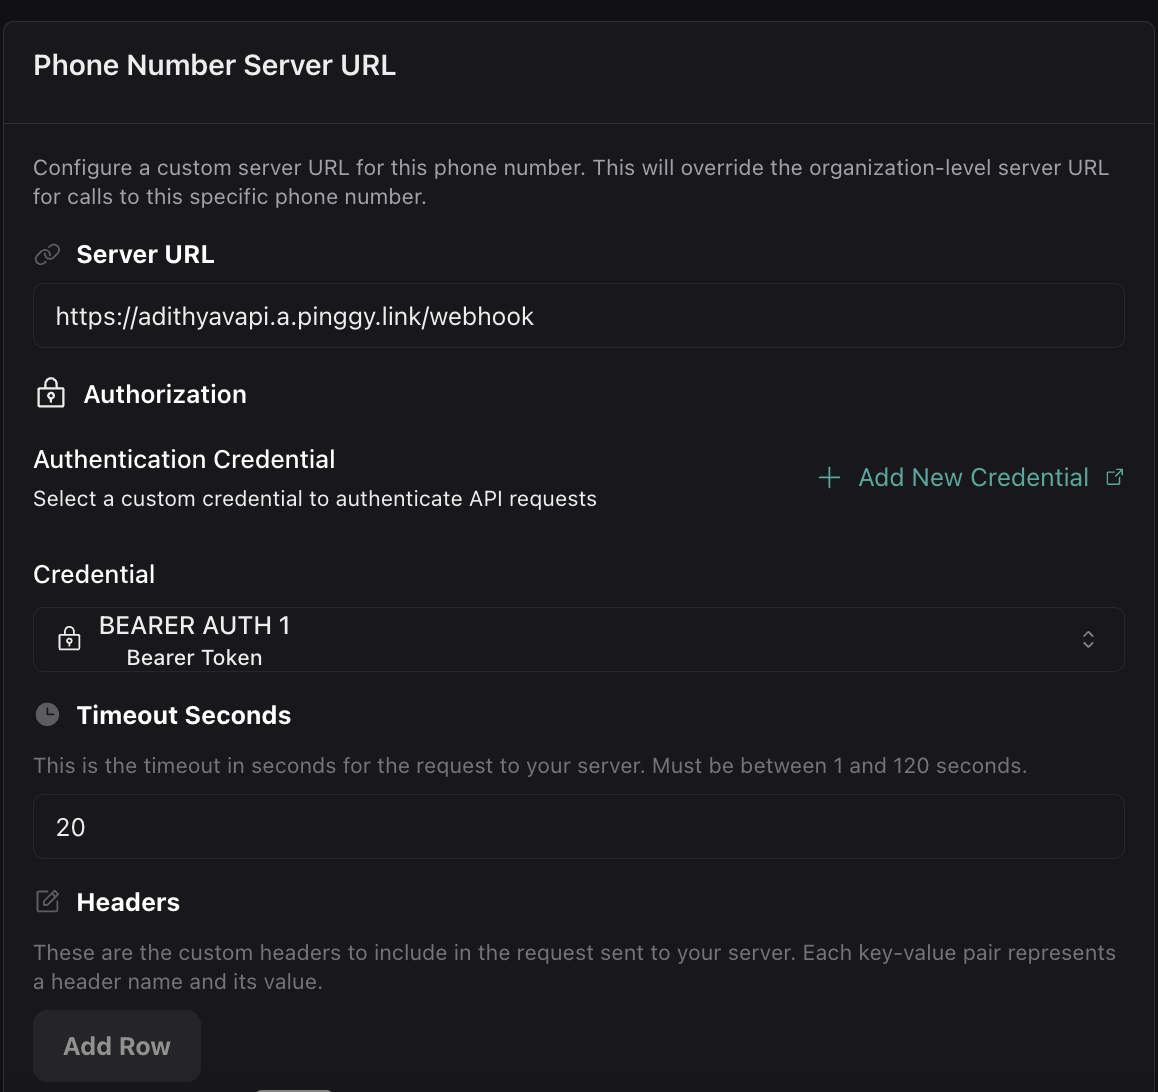 Phone Number Server URL
Configure a custom server URL for this phone number. This will override the organization-level server URL
for calls to this specific phone number.
Server URL
https://adithyavapi.a.pinggy.link/webhook
Authorization
Authentication Credential
Select a custom credential to authenticate API requests
Add New Credential
Credential
BEARER AUTH 1
Bearer Token
Timeout Seconds
This is the timeout in seconds for the request to your server. Must be between 1 and 120 seconds.
20
Headers
These are the custom headers to include in the request sent to your server. Each key-value pair represents
a header name and its value.
Add Row